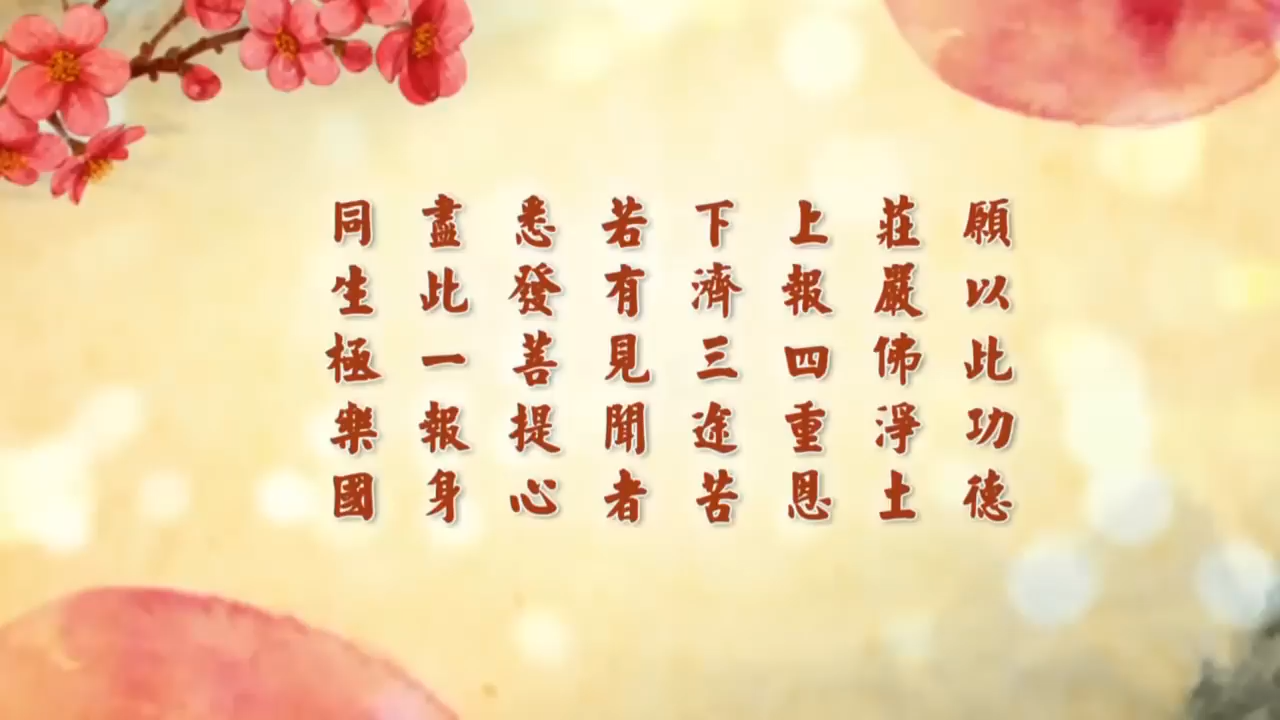 願以此功德
莊嚴佛淨土
上報四重恩
下濟三途苦
若有見聞者
悉發菩提心
盡此一報身
同生極樂國